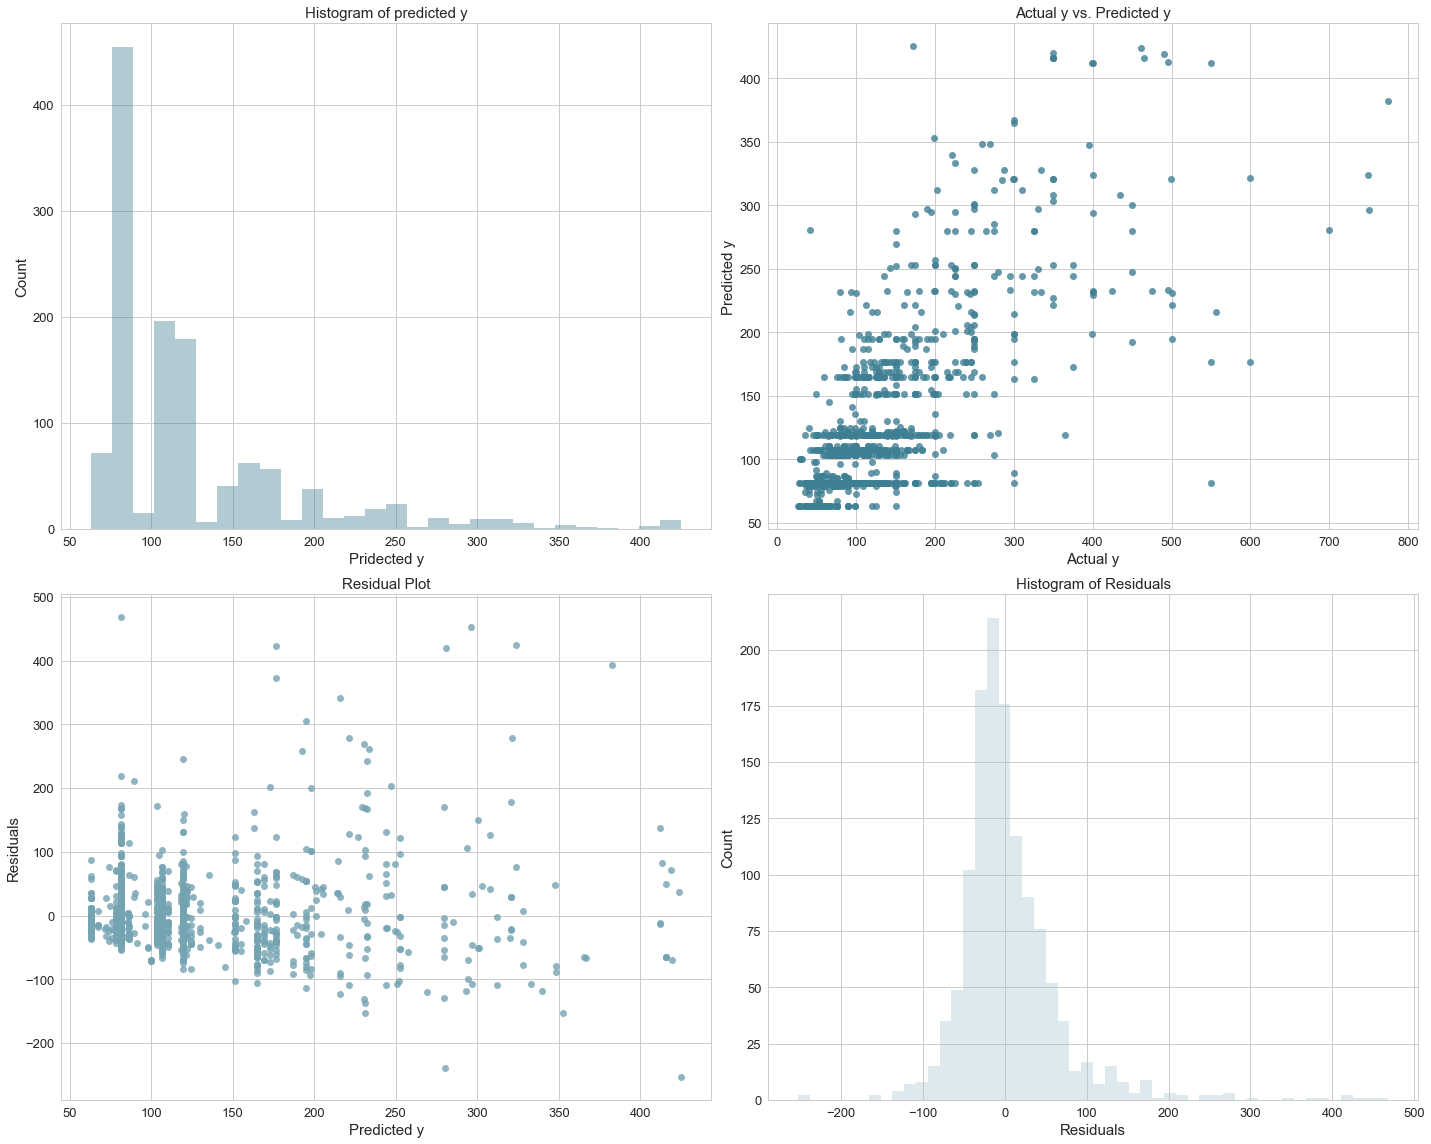 Histogram of predicted y
Count
400
300
200
100
0
50 100 150 200 250 300 350 400
Pridected y
Actual y vs. Predicted y
Predicted y
400
350
300
250
200
150
100
50
0 100 200 300 400 500 600 700 800
Actual y
Residual Plot
Residuals
500
400
300
200
100
0
−100
−200
50 100 150 200 250 300 350 400
Predicted y
Histogram of Residuals
Count
200
175
150
125
100
75
50
25
0
−200 −100 0 100 200 300 400 500
Residuals